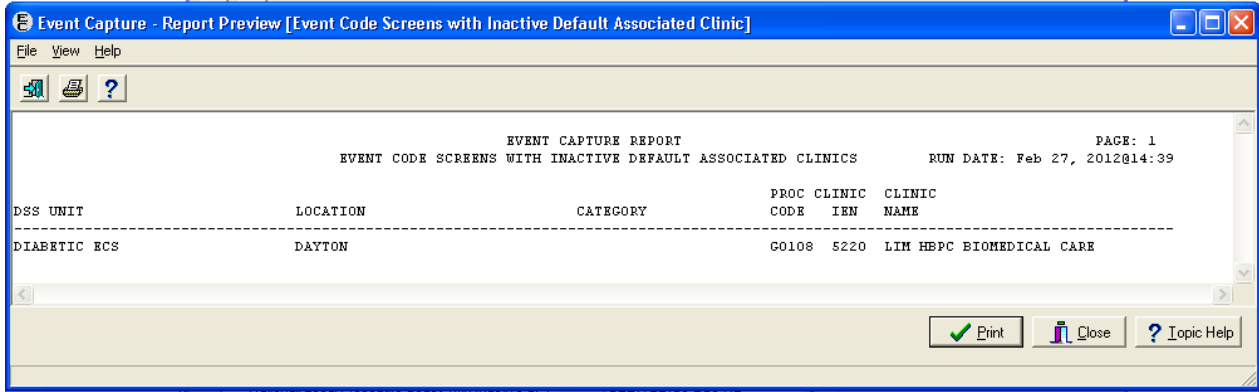 Event Capture - Report Preview [Event Code Screens with Inactive Default Associated Clinic]
File View Help
EVENT CAPTURE REPORT PAGE: 1
EVENT CODE SCREENS WITH INACTIVE DEFAULT ASSOCIATED CLINICS RUN DATE: Feb 27, 2012@14:39
PROC CLINIC CLINIC
DSS UNIT LOCATION CATEGORY CODE IEN NAME
DIABETIC ECS DAYTON G0108 5220 LIM HBPC BIOMEDICAL CARE
Print Close Topic Help